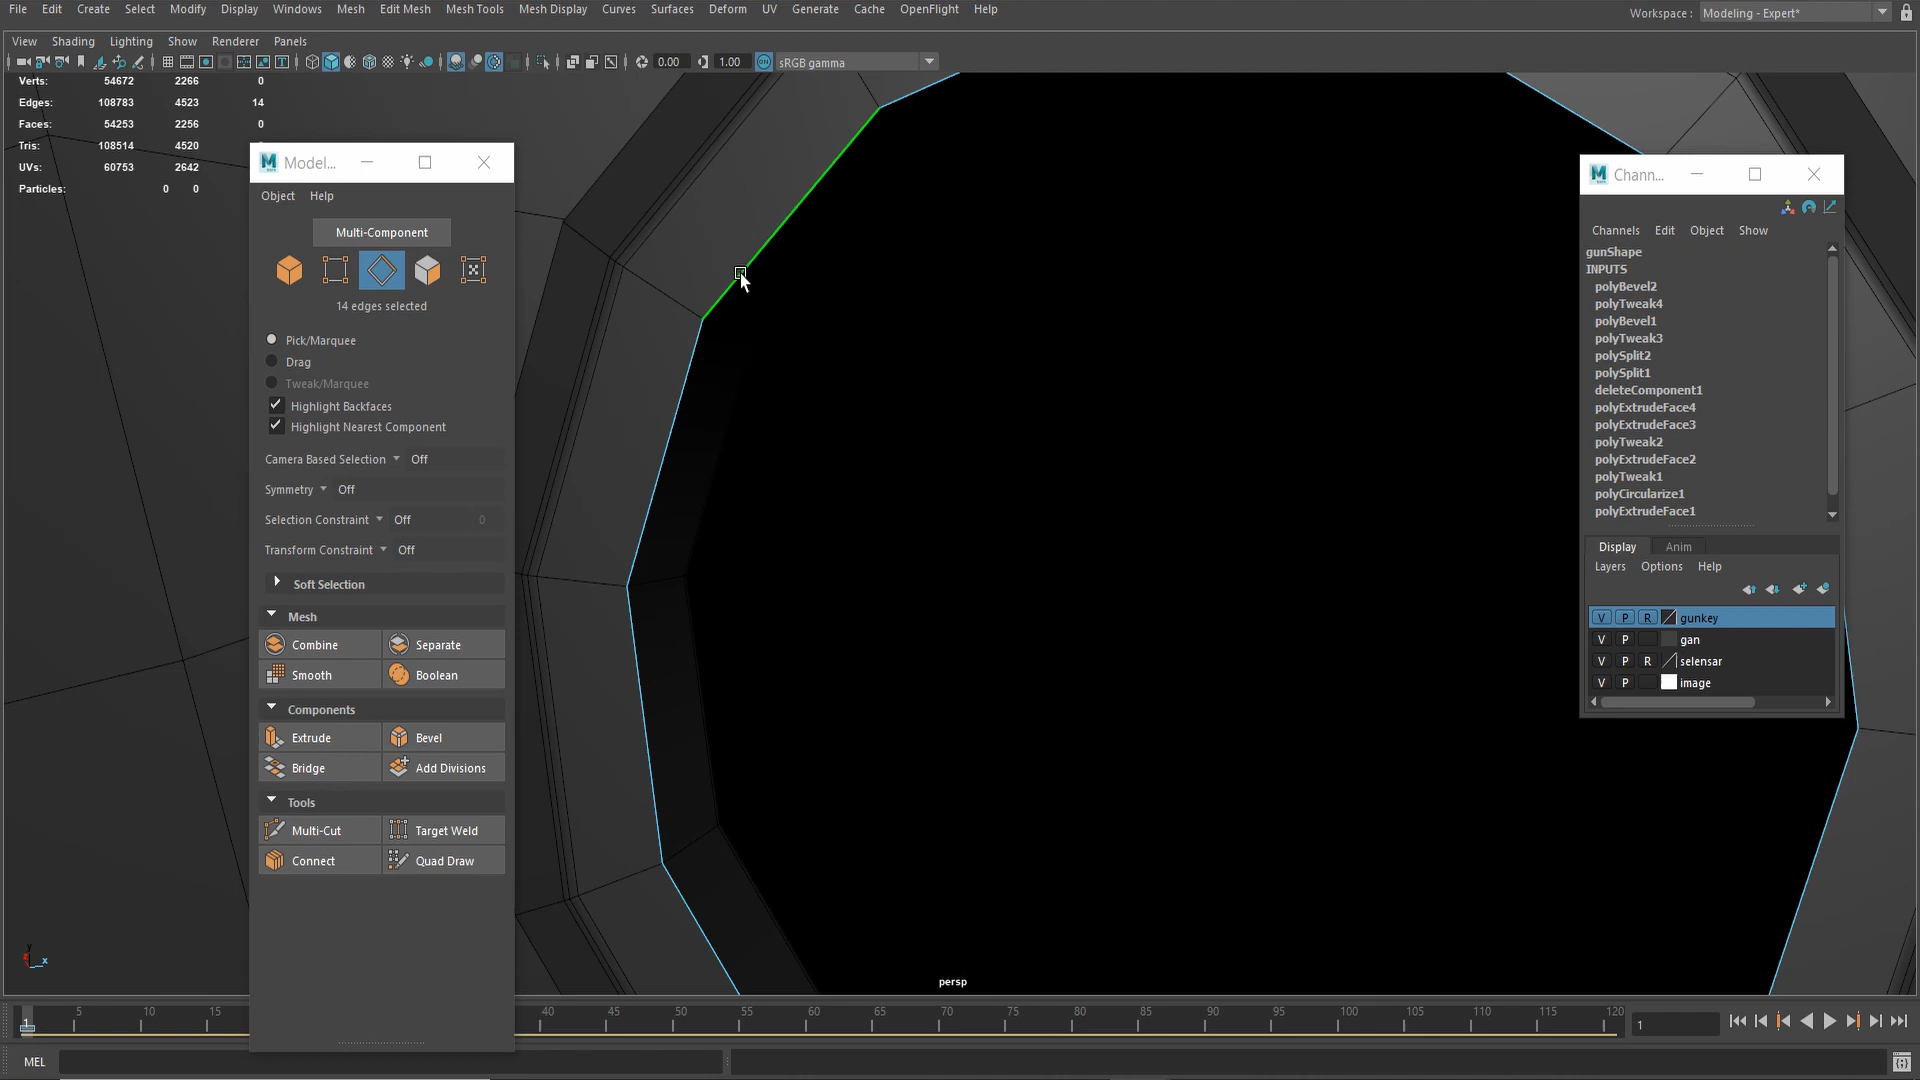 File Edit Create Select Modify Display Windows Mesh Edit Mesh Mesh Tools Mesh Display Curves Surfaces Deform UV Generate Cache OpenFlight Help
Workspace : Modeling - Expert*
View Shading Lighting Show Renderer Panels
0.00 1.00 ON sRGB gamma
Verts: 54672 2266 0
Edges: 108783 4523 14
Faces: 54253 2256 0
Tris: 108514 4520
UVs: 60753 2642
Particles: 0 0
M Model...
Object Help
Multi-Component
14 edges selected
Pick/Marquee
Drag
Tweak/Marquee
Highlight Backfaces
Highlight Nearest Component
Camera Based Selection Off
Symmetry Off
Selection Constraint Off 0
Transform Constraint Off
Soft Selection
Mesh
Combine Separate
Smooth Boolean
Components
Extrude Bevel
Bridge Add Divisions
Tools
Multi-Cut Target Weld
Connect Quad Draw
M Chann...
Channels Edit Object Show
gunShape
INPUTS
polyBevel2
polyTweak4
polyBevel1
polyTweak3
polySplit2
polySplit1
deleteComponent1
polyExtrudeFace4
polyExtrudeFace3
polyTweak2
polyExtrudeFace2
polyTweak1
polyCircularize1
polyExtrudeFace1
Display Anim
Layers Options Help
V P R gunkey
V P gan
V P R selensar
V P image
y
x
persp
1 5 10 15 40 45 50 55 60 65 70 75 80 85 90 95 100 105 110 115 120
1
MEL